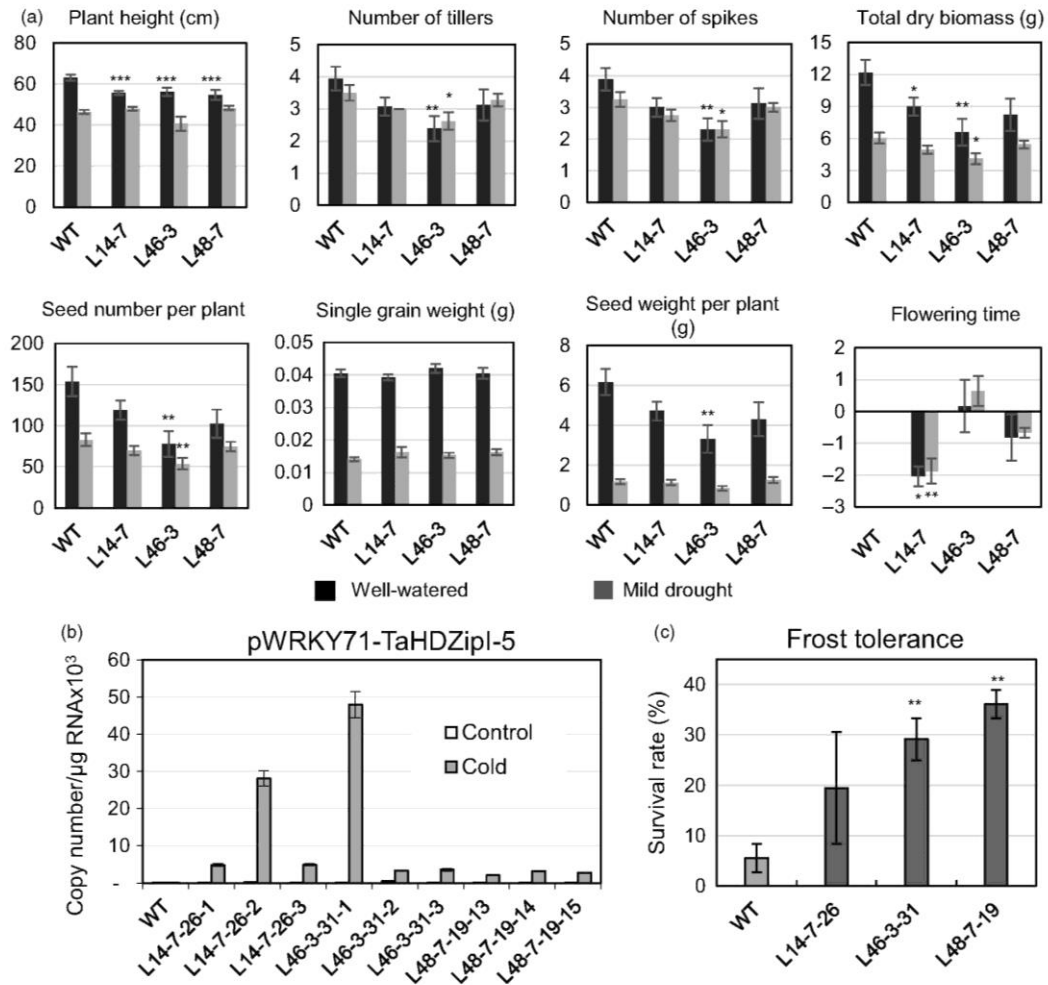 (a)
Plant height (cm)
80
60
40
20
0
***
***
***
WT
L14-7
L46-3
L48-7
Number of tillers
5
4
3
2
1
0
**
*
WT
L14-7
L46-3
L48-7
Number of spikes
5
4
3
2
1
0
**
*
WT
L14-7
L46-3
L48-7
Total dry biomass (g)
15
12
9
6
3
0
*
**
*
WT
L14-7
L46-3
L48-7
Seed number per plant
200
150
100
50
0
**
**
WT
L14-7
L46-3
L48-7
Single grain weight (g)
0.05
0.04
0.03
0.02
0.01
0
WT
L14-7
L46-3
L48-7
Seed weight per plant
(g)
8
6
4
2
0
**
WT
L14-7
L46-3
L48-7
Flowering time
2
1
0
−1
−2
−3
*
**
WT
L14-7
L46-3
L48-7
Well-watered
Mild drought
(b)
pWRKY71-TaHDZipI-5
Copy number/µg RNAx10³
60
50
40
30
20
10
-
Control
Cold
WT
L14-7-26-1
L14-7-26-2
L14-7-26-3
L46-3-31-1
L46-3-31-2
L46-3-31-3
L48-7-19-13
L48-7-19-14
L48-7-19-15
(c)
Frost tolerance
Survival rate (%)
40
30
20
10
0
**
**
WT
L14-7-26
L46-3-31
L48-7-19